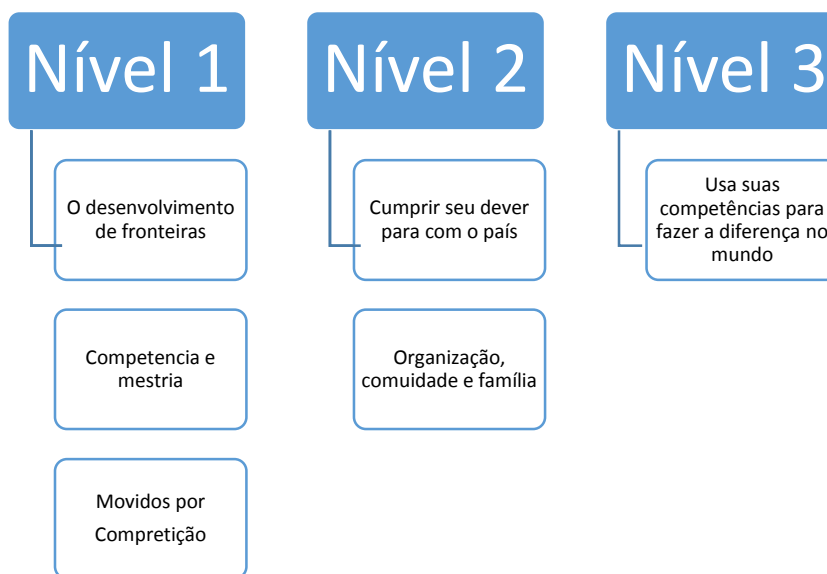 Nível 1
O desenvolvimento
de fronteiras
Competencia e
mestria
Movidos por
Compretição
Nível 2
Cumprir seu dever
para com o país
Organização,
comuidade e família
Nível 3
Usa suas
competências para
fazer a diferença no
mundo